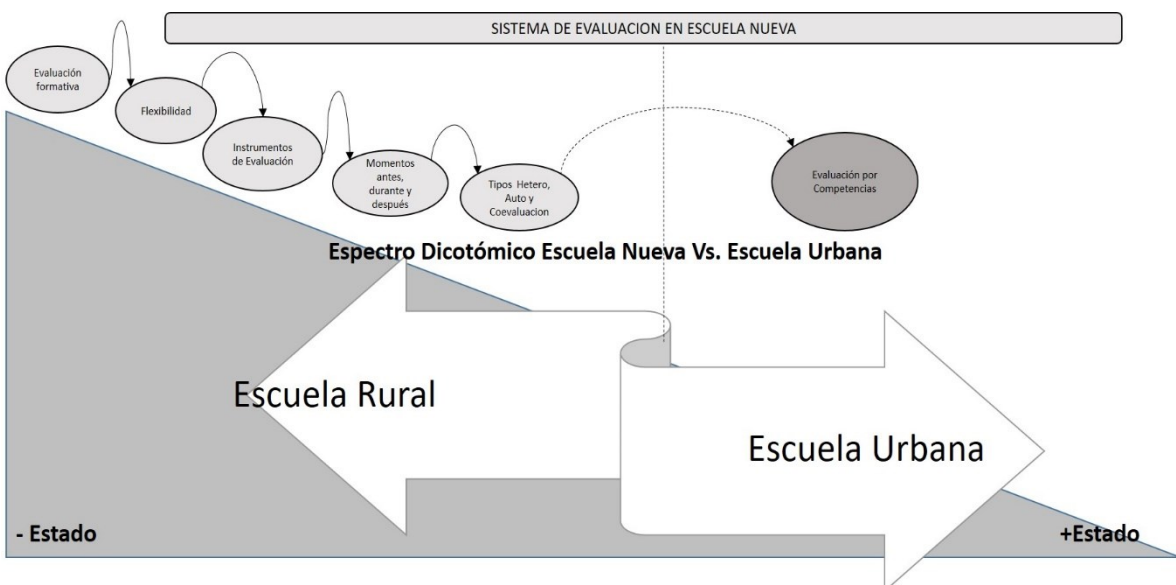 SISTEMA DE EVALUACION EN ESCUELA NUEVA
Evaluación
formativa
Flexibilidad
Instrumentos
de Evaluación
Momentos
antes,
durante y
después
Tipos Hetero,
Auto y
Coevaluacion
Evaluación por
Competencias
Espectro Dicotómico Escuela Nueva Vs. Escuela Urbana
Escuela Rural
Escuela Urbana
- Estado
+Estado